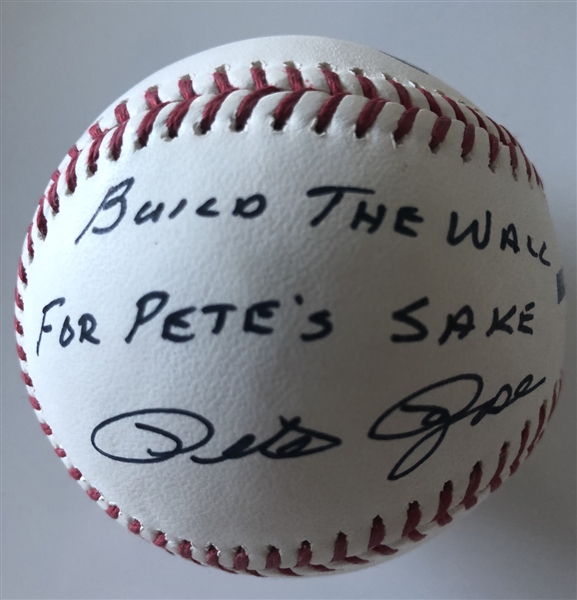 BUILD THE WALL
FOR PETE'S SAKE
Pete Rose